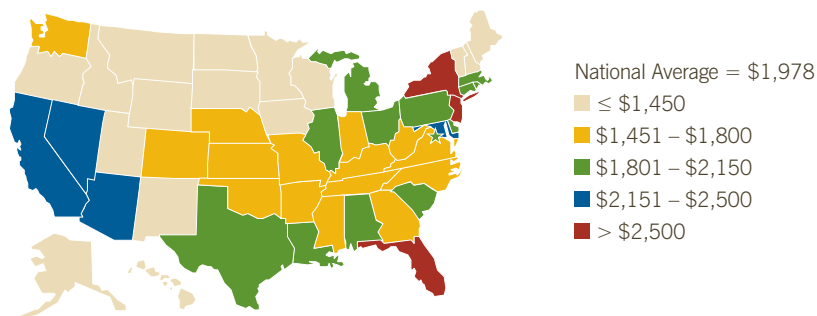 National Average = $1,978
≤ $1,450
$1,451 – $1,800
$1,801 – $2,150
$2,151 – $2,500
> $2,500